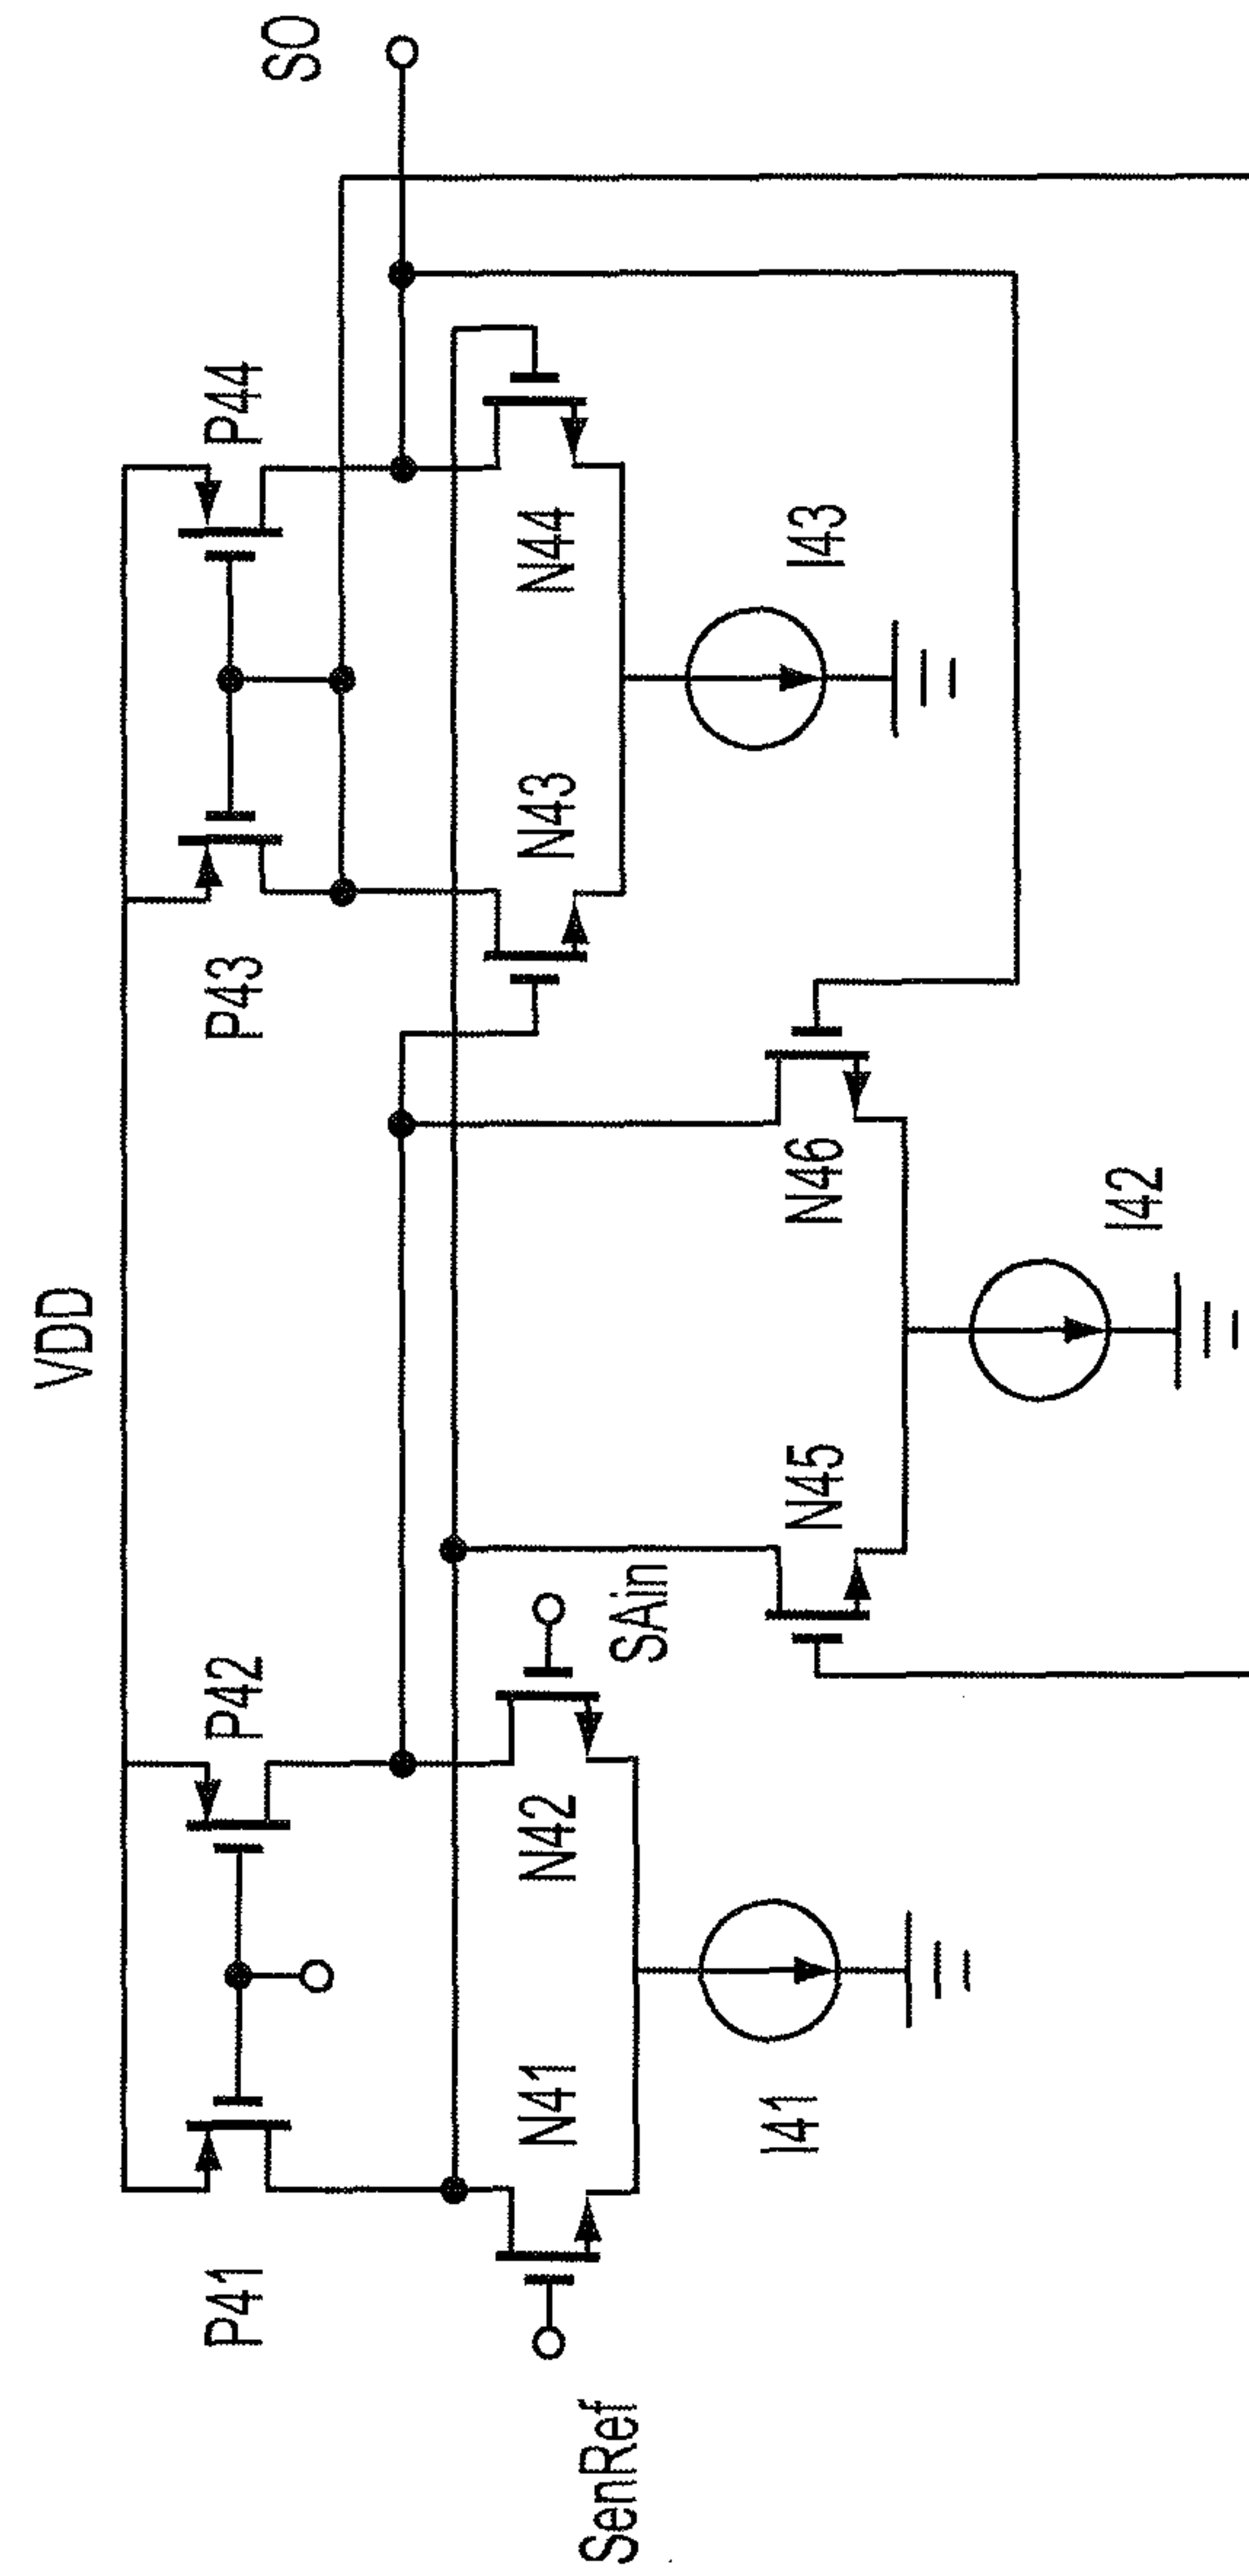 VDD
P41
P42
P43
P44
SO
SenRef
N41
N42
SAin
N43
N44
I41
N45
N46
I43
I42